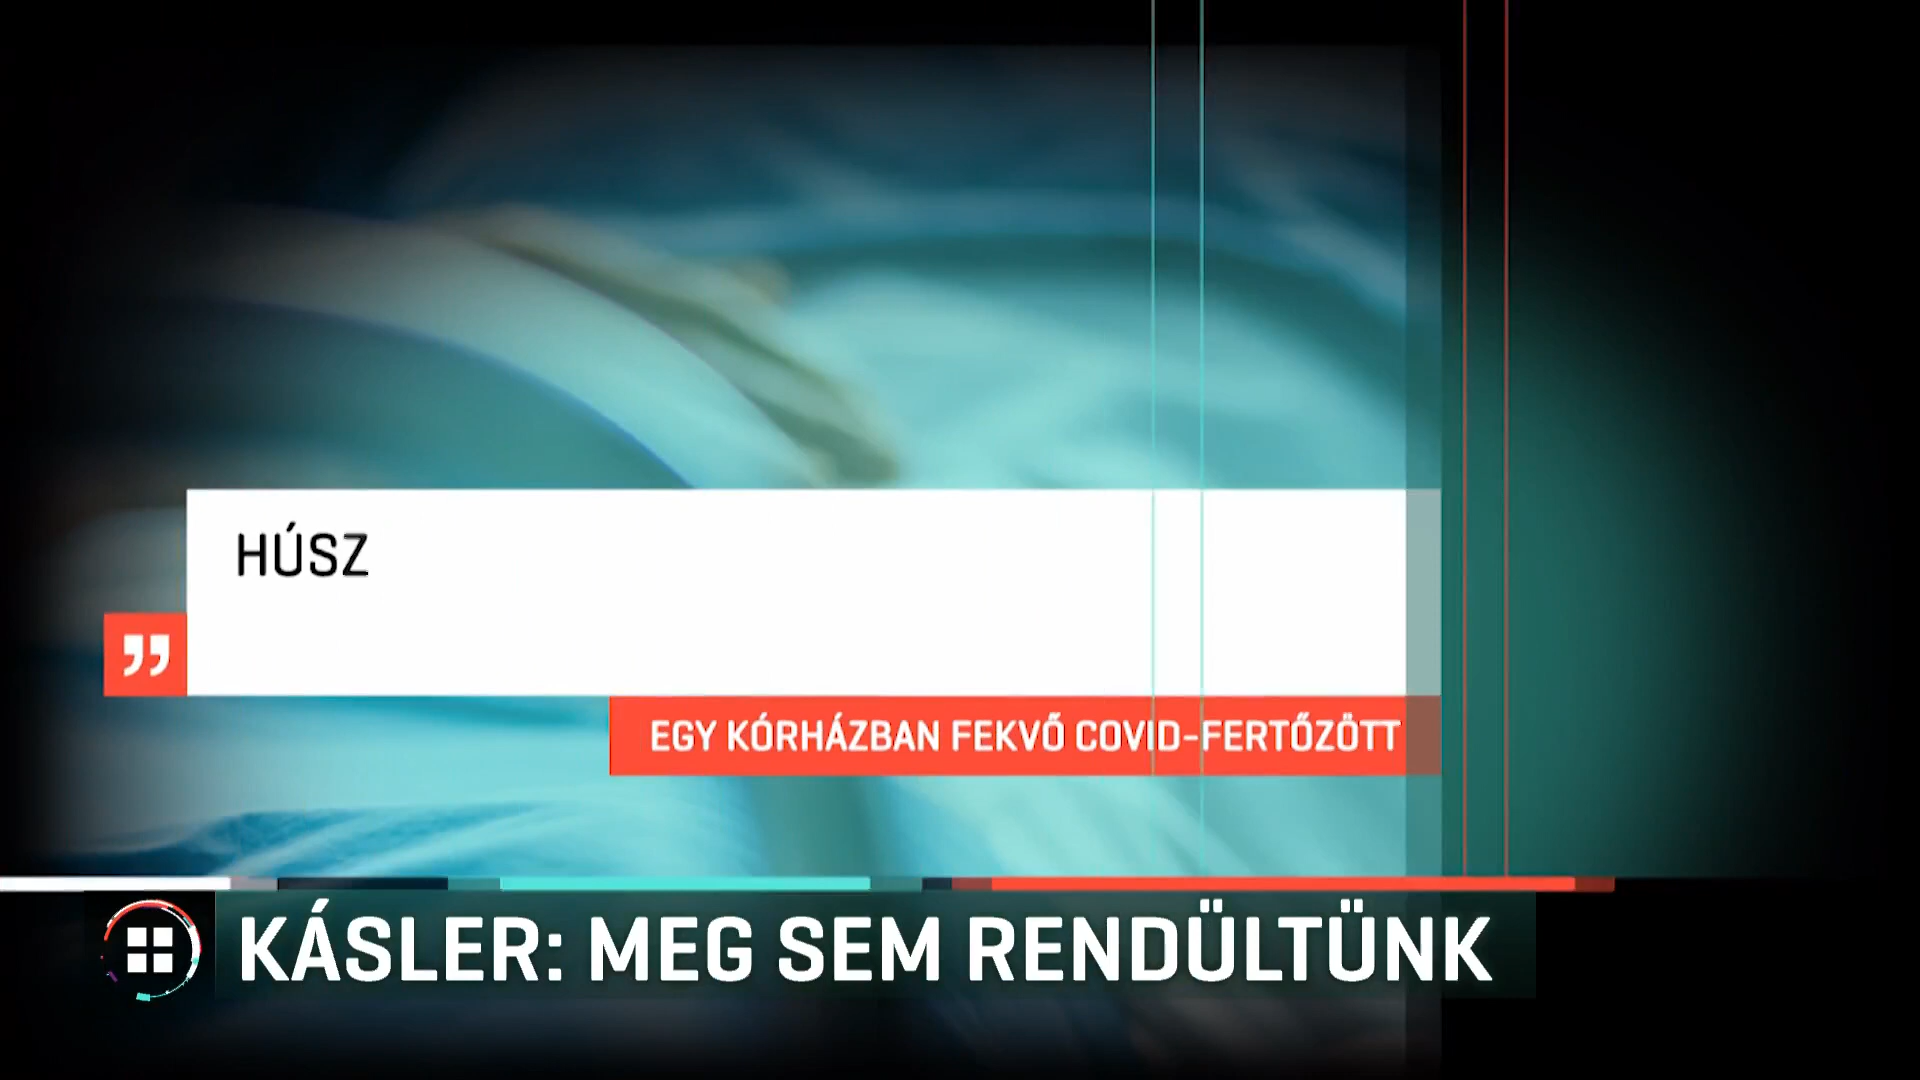 HÚSZ
”
EGY KÓRHÁZBAN FEKVŐ COVID-FERTŐZÖTT
KÁSLER: MEG SEM RENDÜLTÜNK